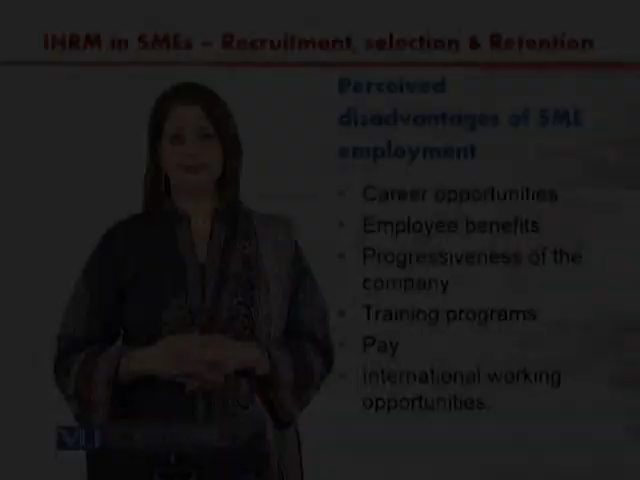 IHRM in SMEs – Recruitment, selection & Retention
Perceived
disadvantages of SME
employment
• Career opportunities
• Employee benefits
• Progressiveness of the
company
• Training programs
• Pay
• International working
opportunities.
VU